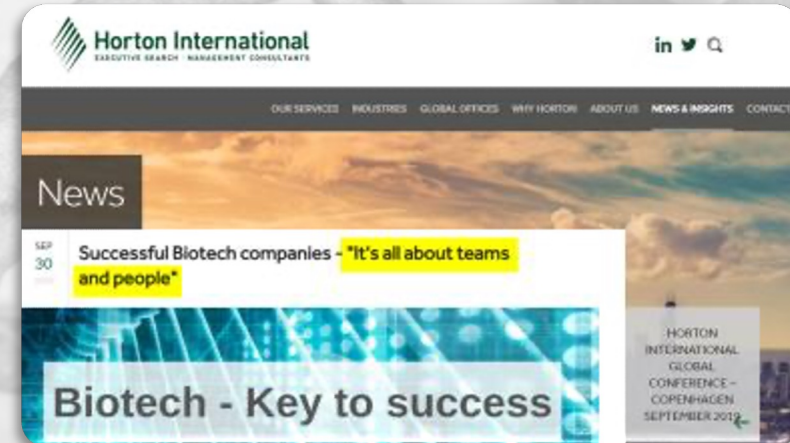 Horton International
EXECUTIVE SEARCH · MANAGEMENT CONSULTANTS
in
OUR SERVICES INDUSTRIES GLOBAL OFFICES WHY HORTON ABOUT US NEWS & INSIGHTS CONTACT
News
SEP
30
Successful Biotech companies - "It's all about teams
and people"
Biotech - Key to success
HORTON
INTERNATIONAL
GLOBAL
CONFERENCE –
COPENHAGEN
SEPTEMBER 2019